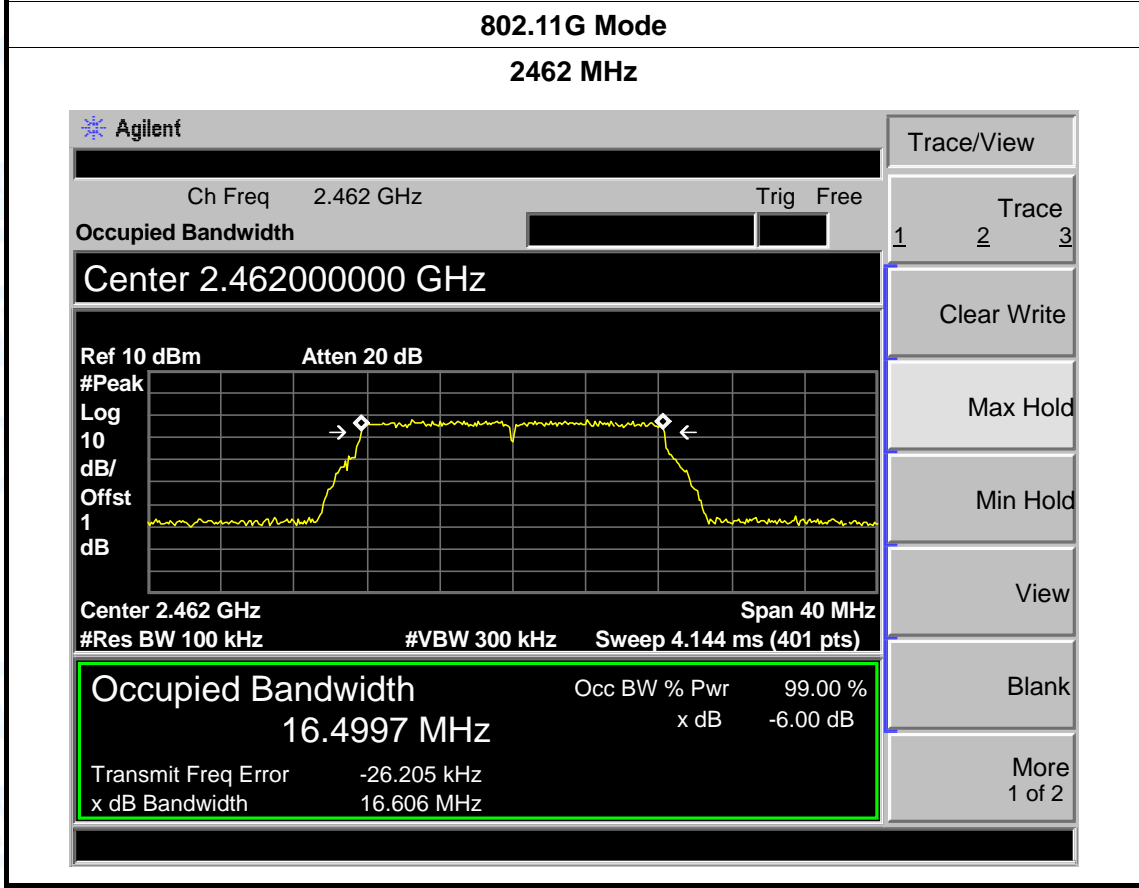 802.11G Mode
2462 MHz
Agilent
Trace/View
Ch Freq 2.462 GHz Trig Free
Occupied Bandwidth
Trace
1 2 3
Center 2.462000000 GHz
Clear Write
Ref 10 dBm Atten 20 dB
#Peak
Log
10
dB/
Offst
1
dB
Max Hold
Min Hold
View
Center 2.462 GHz Span 40 MHz
#Res BW 100 kHz #VBW 300 kHz Sweep 4.144 ms (401 pts)
Occupied Bandwidth Occ BW % Pwr 99.00 %
16.4997 MHz x dB -6.00 dB
Blank
Transmit Freq Error -26.205 kHz
x dB Bandwidth 16.606 MHz
More
1 of 2